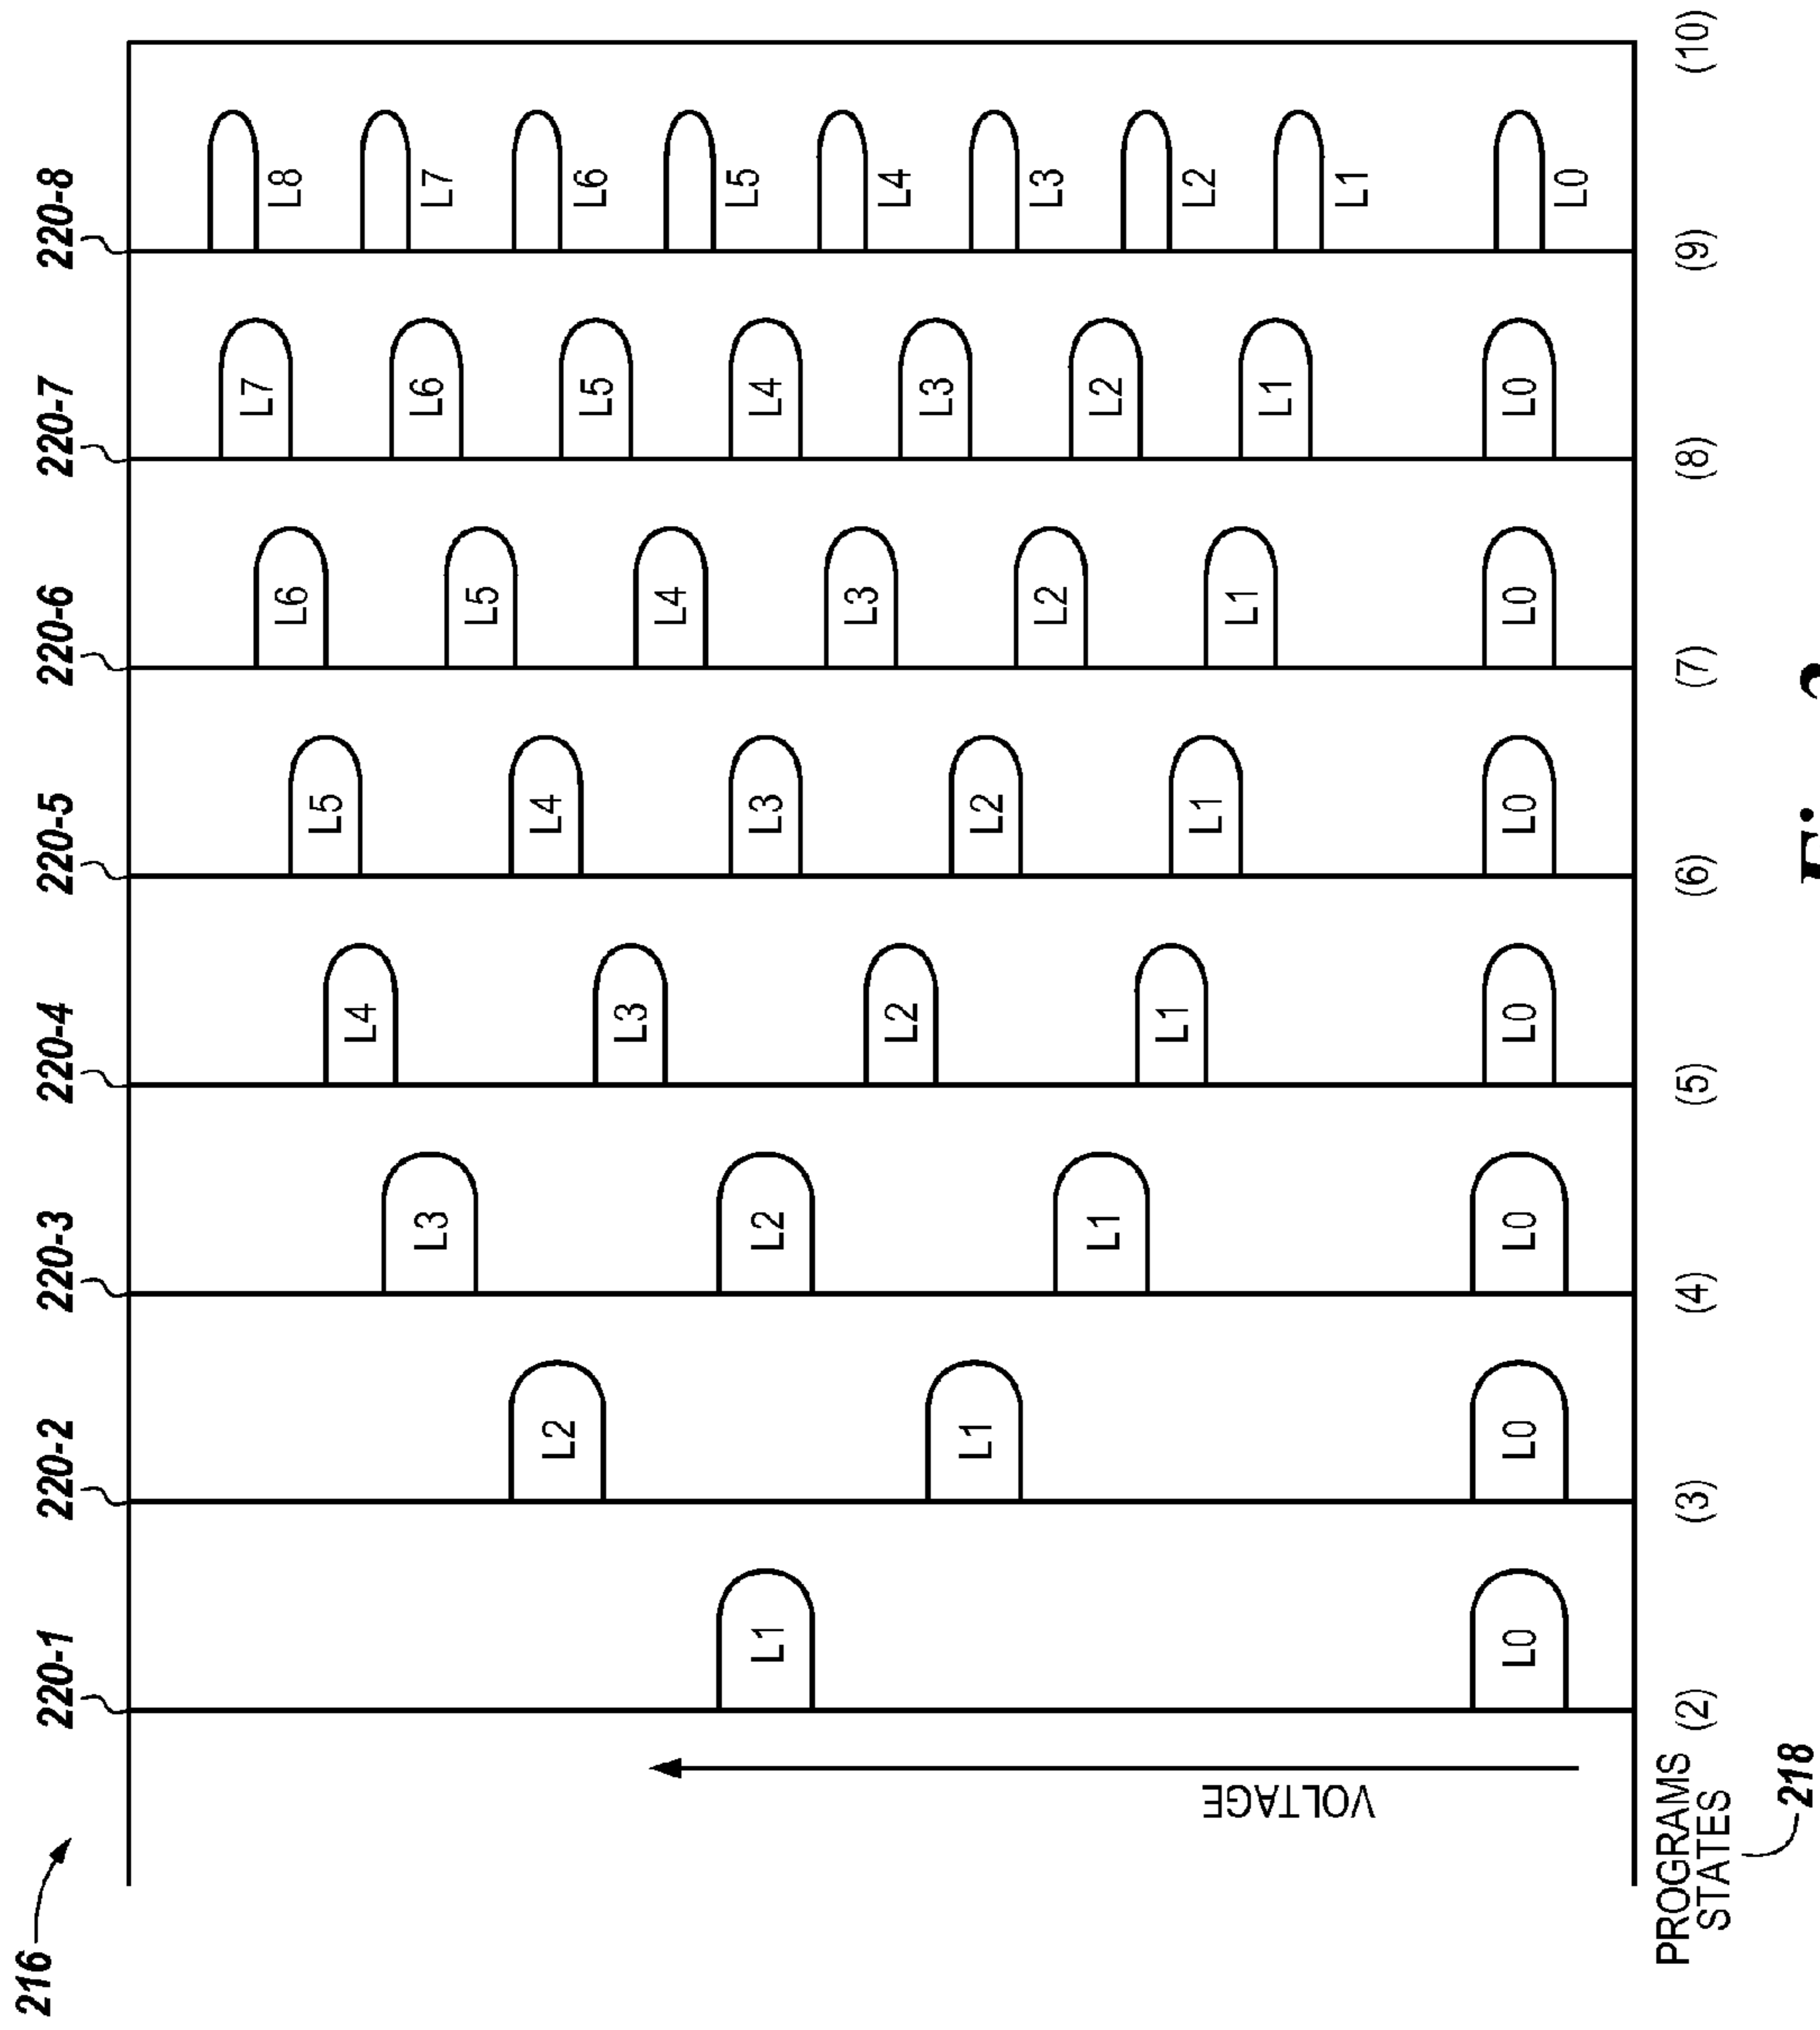 216
220-1 220-2 220-3 220-4 220-5 220-6 220-7 220-8
VOLTAGE
L1
L0
L2
L1
L0
L3
L2
L1
L0
L4
L3
L2
L1
L0
L5
L4
L3
L2
L1
L0
L6
L5
L4
L3
L2
L1
L0
L7
L6
L5
L4
L3
L2
L1
L0
L8
L7
L6
L5
L4
L3
L2
L1
L0
PROGRAMS
STATES
(2) (3) (4) (5) (6) (7) (8) (9) (10)
218